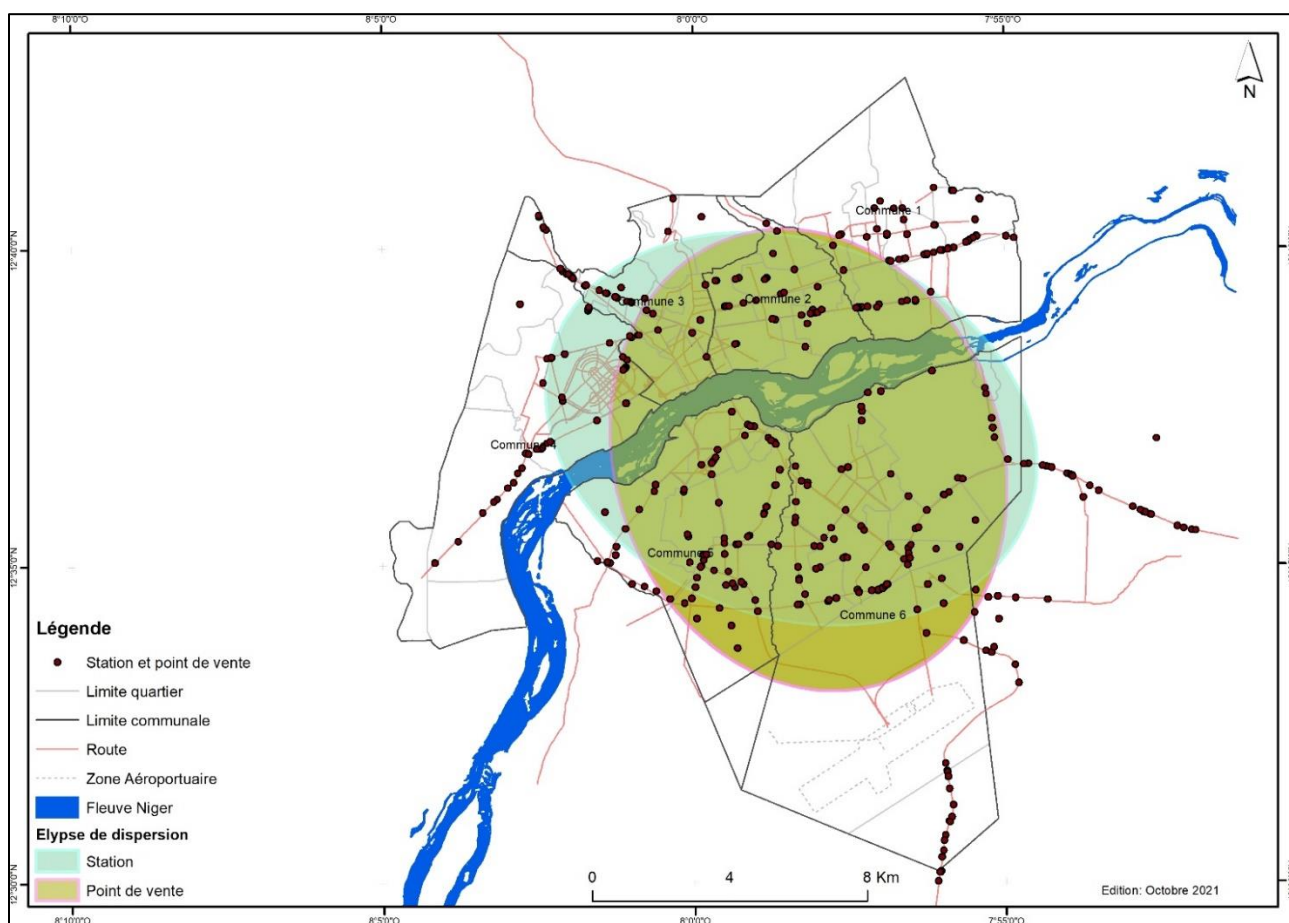 8°10'0"O 8°5'0"O 8°0'0"O 7°55'0"O
N
12°40'0"N
Commune 1
Commune 3
Commune 2
Commune 4
12°35'0"N
Commune 5
Commune 6
Légende
Station et point de vente
Limite quartier
Limite communale
Route
Zone Aéroportuaire
Fleuve Niger
Elypse de dispersion
Station
Point de vente
0 4 8 Km
Edition: Octobre 2021
12°30'0"N
8°10'0"O 8°5'0"O 8°0'0"O 7°55'0"O